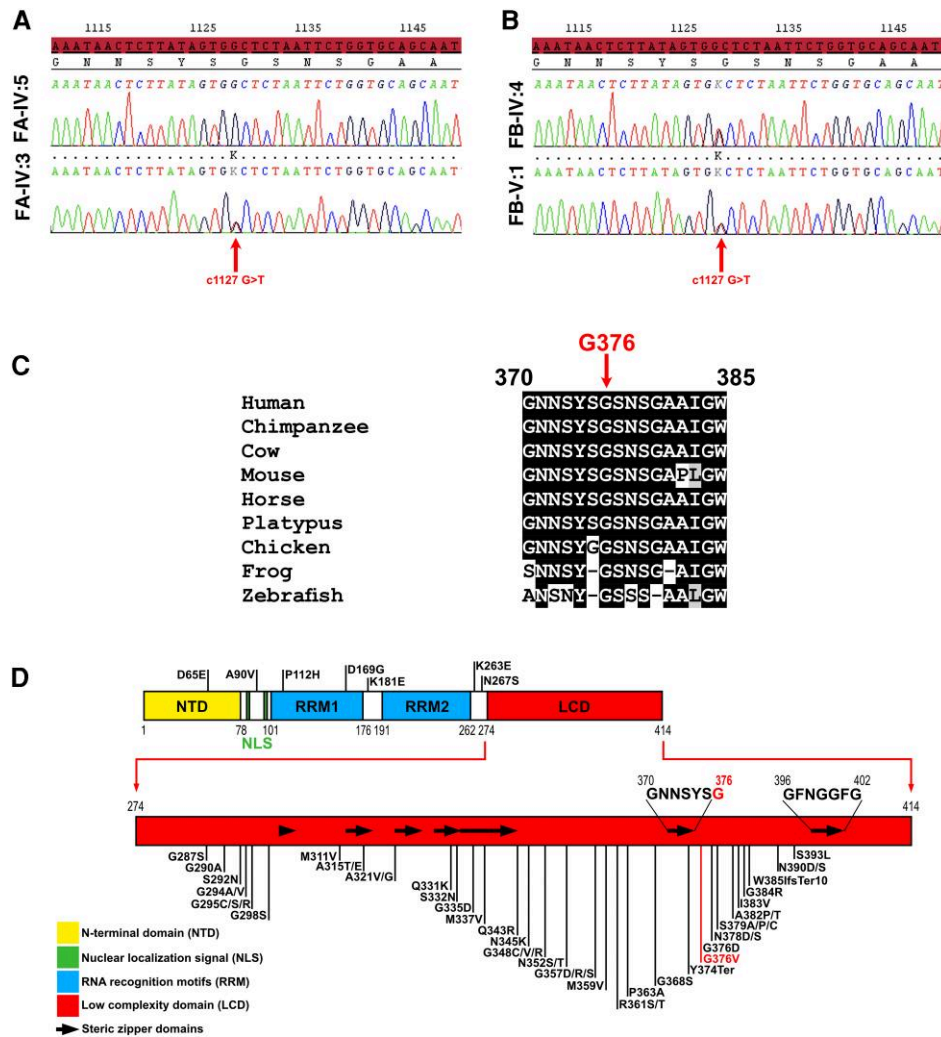 A
1115 1125 1135 1145
AAATAACTCTTATAGTGGCTCTAATTCTGGTGCAGCAAT
G N N S Y S G S N S G A A
FA-IV:5
AAATAACTCTTATAGTGGCTCTAATTCTGGTGCAGCAAT
K
FA-IV:3
AAATAACTCTTATAGTGKCTCTAATTCTGGTGCAGCAAT
c1127 G>T
B
1115 1125 1135 1145
AAATAACTCTTATAGTGGCTCTAATTCTGGTGCAGCAAT
G N N S Y S G S N S G A A
FB-IV:4
AAATAACTCTTATAGTGKCTCTAATTCTGGTGCAGCAAT
K
FB-V:1
AAATAACTCTTATAGTGKCTCTAATTCTGGTGCAGCAAT
c1127 G>T
C
G376
370 385
Human GNNSYSGSNSGAAIGW
Chimpanzee GNNSYSGSNSGAAIGW
Cow GNNSYSGSNSGAAIGW
Mouse GNNSYSGSNSGAPLGW
Horse GNNSYSGSNSGAAIGW
Platypus GNNSYSGSNSGAAIGW
Chicken GNNSYGGSNSGAAIGW
Frog SNNSY-GSNSG-AIGW
Zebrafish ANSNY-GSSS-AALGW
D
D65E A90V P112H D169G K181E K263E N267S
NTD RRM1 RRM2 LCD
1 78 101 176 191 262 274 414
NLS
370 376 396 402
GNNSYSG GFNGGFG
274 414
G287S
G290A
S292N
G294A/V
G295C/S/R
G298S
M311V
A315T/E
A321V/G
Q331K
S332N
G335D
M337V
Q343R
N345K
G348C/V/R
N352S/T
G357D/R/S
M359V
R361S/T
P363A
G368S
Y374Ter
G376V
G376D
N378D/S
S379A/P/C
A382P/T
I383V
G384R
W385IfsTer10
N390D/S
S393L
N-terminal domain (NTD)
Nuclear localization signal (NLS)
RNA recognition motifs (RRM)
Low complexity domain (LCD)
Steric zipper domains